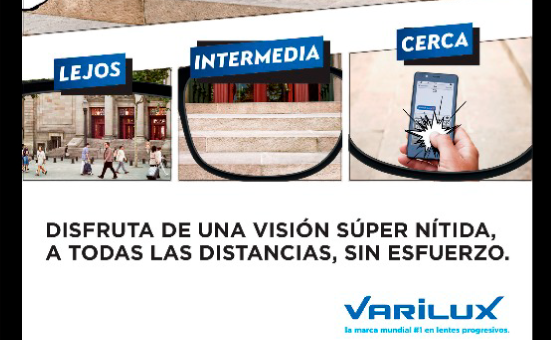 LEJOS
INTERMEDIA
CERCA
DISFRUTA DE UNA VISIÓN SÚPER NÍTIDA,
A TODAS LAS DISTANCIAS, SIN ESFUERZO.
VARILUX
la marca mundial #1 en lentes progresivos.